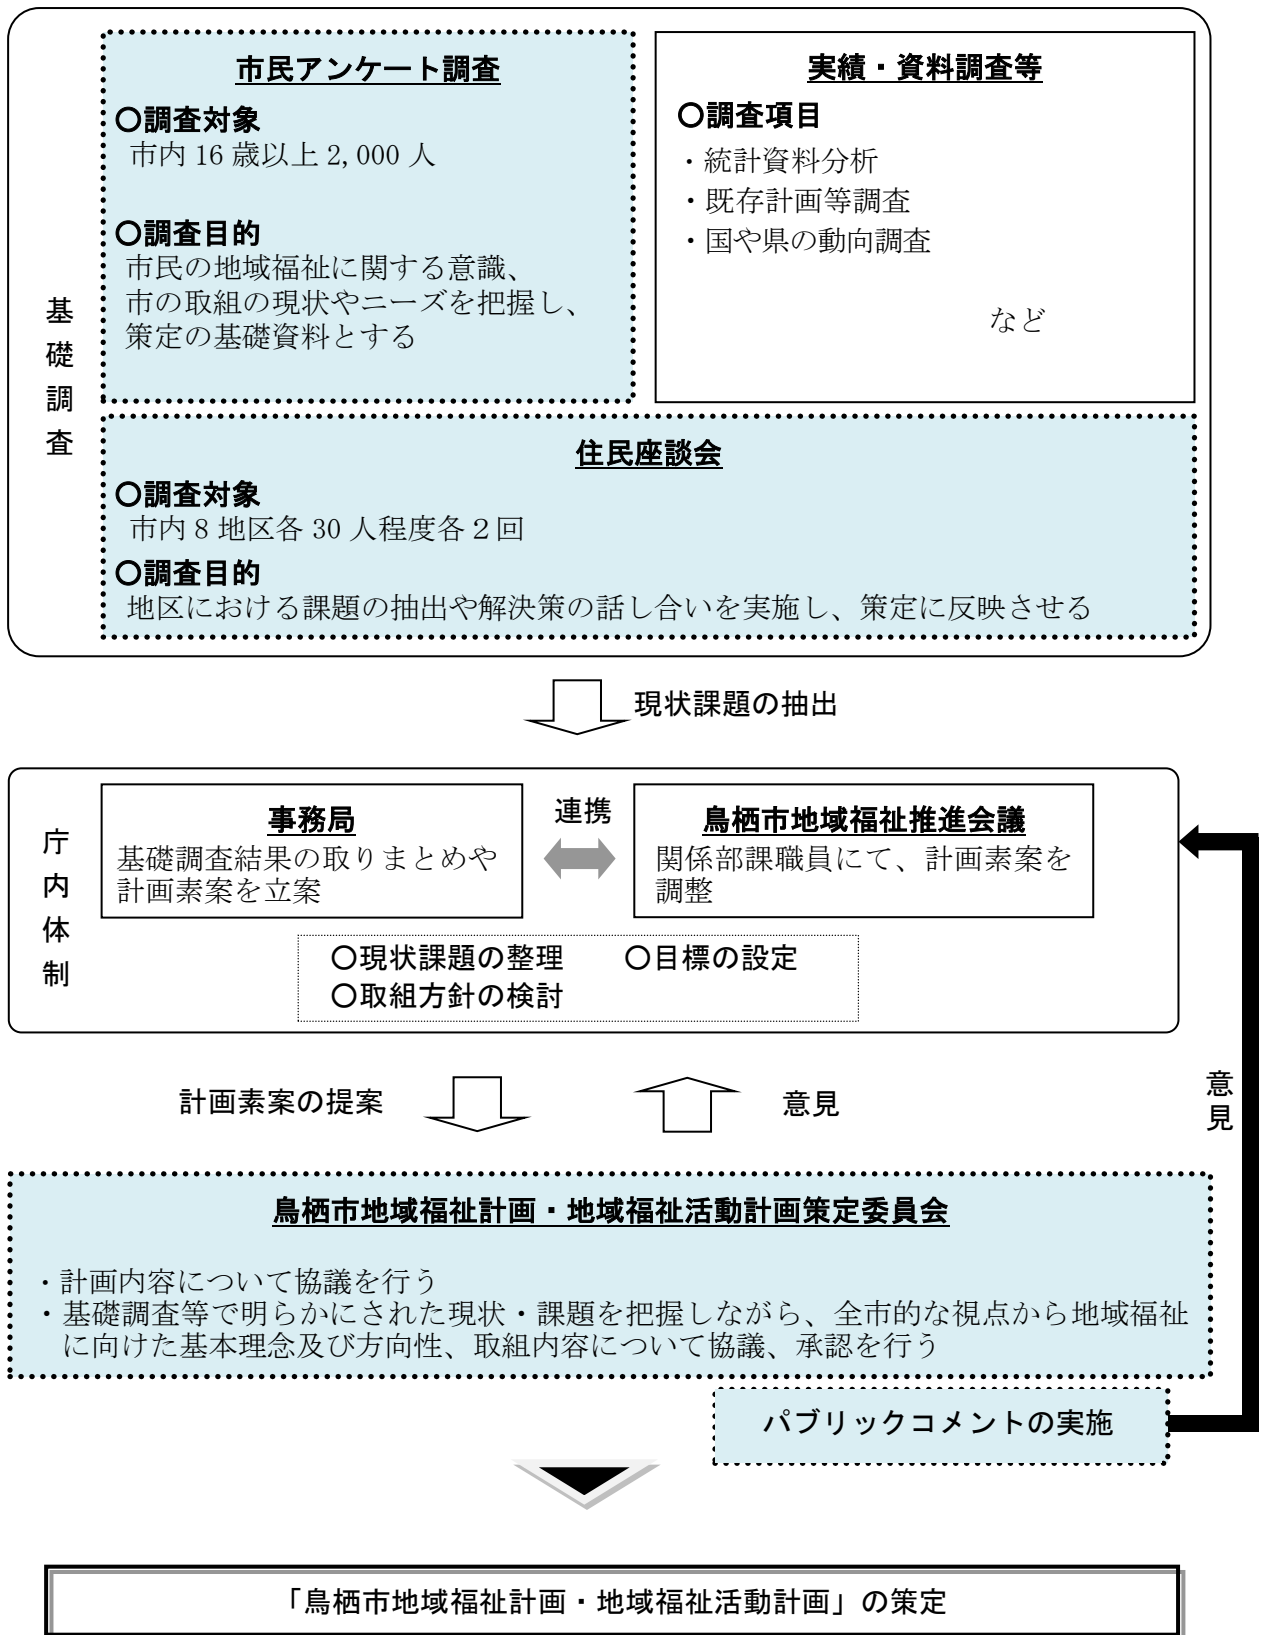 基礎調査
市民アンケート調査
〇調査対象
市内 16 歳以上 2,000 人
〇調査目的
市民の地域福祉に関する意識、
市の取組の現状やニーズを把握し、
策定の基礎資料とする
実績・資料調査等
〇調査項目
・統計資料分析
・既存計画等調査
・国や県の動向調査
など
住民座談会
〇調査対象
市内 8 地区各 30 人程度各 2 回
〇調査目的
地区における課題の抽出や解決策の話し合いを実施し、策定に反映させる
現状課題の抽出
庁内体制
事務局
基礎調査結果の取りまとめや
計画素案を立案
連携
鳥栖市地域福祉推進会議
関係部課職員にて、計画素案を
調整
〇現状課題の整理 〇目標の設定
〇取組方針の検討
計画素案の提案
意見
意見
鳥栖市地域福祉計画・地域福祉活動計画策定委員会
・計画内容について協議を行う
・基礎調査等で明らかにされた現状・課題を把握しながら、全市的な視点から地域福祉
に向けた基本理念及び方向性、取組内容について協議、承認を行う
パブリックコメントの実施
「鳥栖市地域福祉計画・地域福祉活動計画」の策定